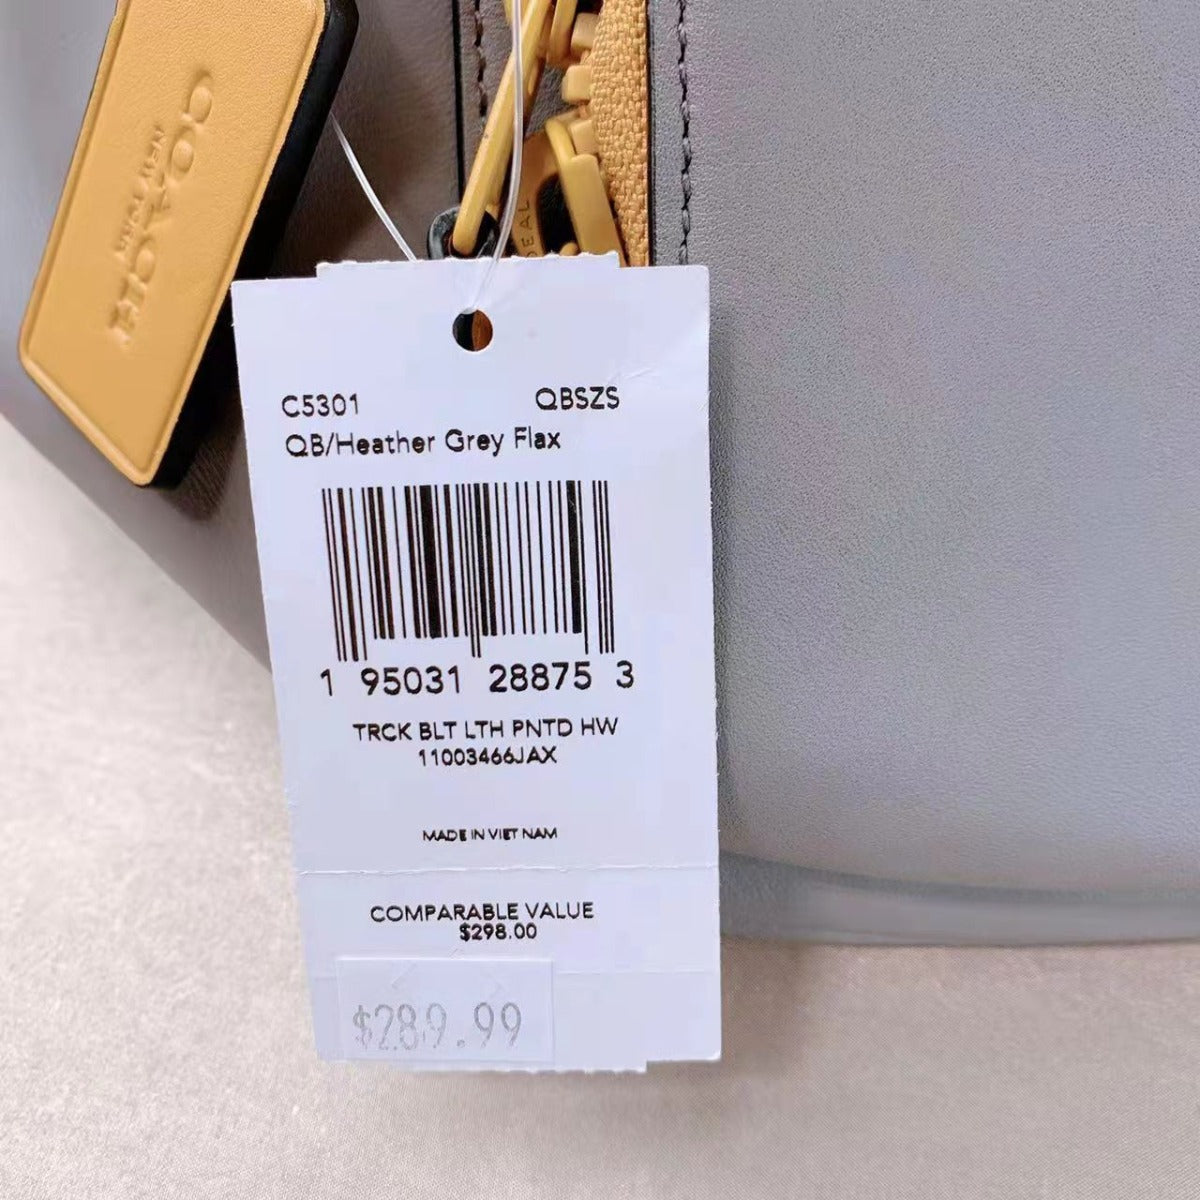 COACH
NEW YORK
EAL
C5301 QBSZS
QB/Heather Grey Flax
1 95031 28875 3
TRCK BLT LTH PNTD HW
11003466JAX
MADE IN VIET NAM
COMPARABLE VALUE
$298.00
$289.99